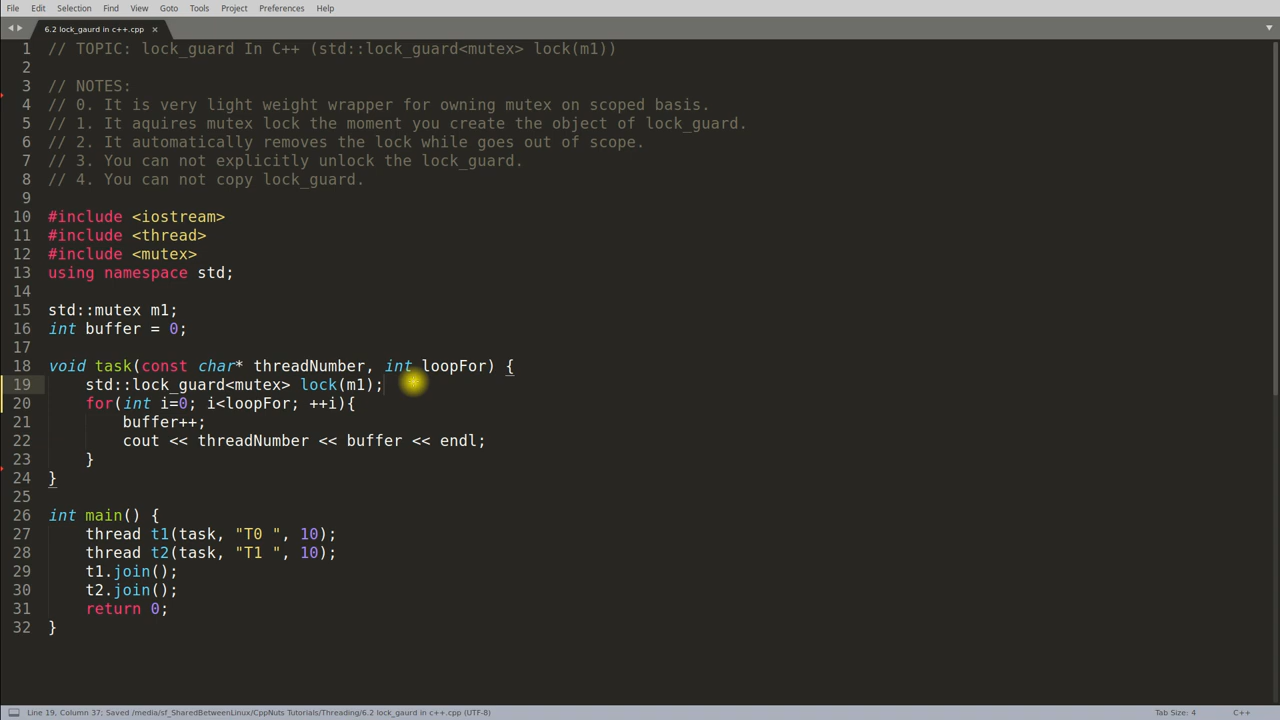 File Edit Selection Find View Goto Tools Project Preferences Help
6.2 lock_gaurd in c++.cpp ×
1 // TOPIC: lock_guard In C++ (std::lock_guard<mutex> lock(m1))
2
3 // NOTES:
4 // 0. It is very light weight wrapper for owning mutex on scoped basis.
5 // 1. It aquires mutex lock the moment you create the object of lock_guard.
6 // 2. It automatically removes the lock while goes out of scope.
7 // 3. You can not explicitly unlock the lock_guard.
8 // 4. You can not copy lock_guard.
9
10 #include <iostream>
11 #include <thread>
12 #include <mutex>
13 using namespace std;
14
15 std::mutex m1;
16 int buffer = 0;
17
18 void task(const char* threadNumber, int loopFor) {
19     std::lock_guard<mutex> lock(m1);
20     for(int i=0; i<loopFor; ++i){
21         buffer++;
22         cout << threadNumber << buffer << endl;
23     }
24 }
25
26 int main() {
27     thread t1(task, "T0 ", 10);
28     thread t2(task, "T1 ", 10);
29     t1.join();
30     t2.join();
31     return 0;
32 }
Line 19, Column 37; Saved /media/sf_SharedBetweenLinux/CppNuts Tutorials/Threading/6.2 lock_gaurd in c++.cpp (UTF-8) Tab Size: 4 C++